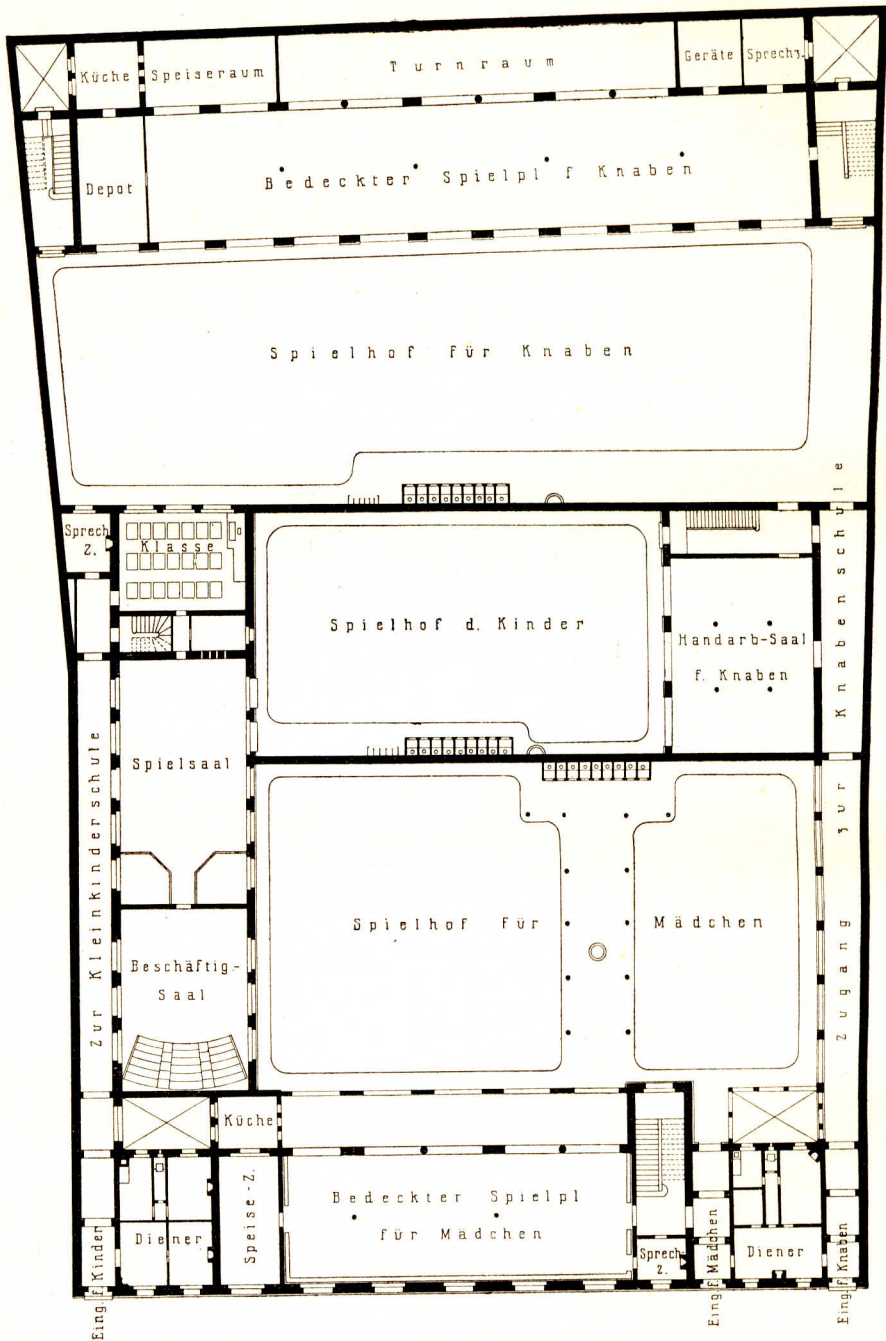 Küche
Speiseraum
Turnraum
Geräte
Sprechz.
Depot
Bedeckter Spielpl f Knaben
Spielhof für Knaben
Sprech
Z.
Klasse
Spielhof d. Kinder
Handarb-Saal
f. Knaben
Zugang zur Knabenschule
Spielsaal
Zur Kleinkinderschule
Spielhof für Mädchen
Beschäftig.-
Saal
Küche
Bedeckter Spielpl
für Mädchen
Speise-Z.
Diener
Sprech-
Z.
Diener
Eing. f. Kinder
Eing. f. Mädchen
Eing. f. Knaben